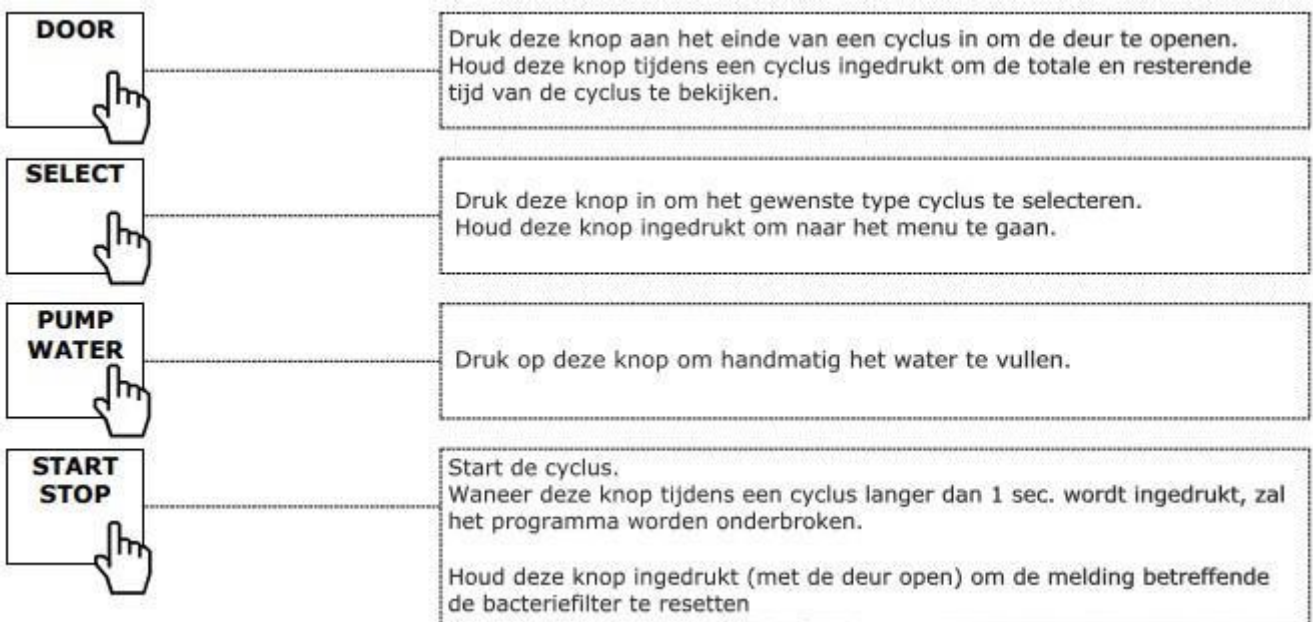 DOOR
Druk deze knop aan het einde van een cyclus in om de deur te openen.
Houd deze knop tijdens een cyclus ingedrukt om de totale en resterende
tijd van de cyclus te bekijken.
SELECT
Druk deze knop in om het gewenste type cyclus te selecteren.
Houd deze knop ingedrukt om naar het menu te gaan.
PUMP
WATER
Druk op deze knop om handmatig het water te vullen.
START
STOP
Start de cyclus.
Waneer deze knop tijdens een cyclus langer dan 1 sec. wordt ingedrukt, zal
het programma worden onderbroken.
Houd deze knop ingedrukt (met de deur open) om de melding betreffende
de bacteriefilter te resetten